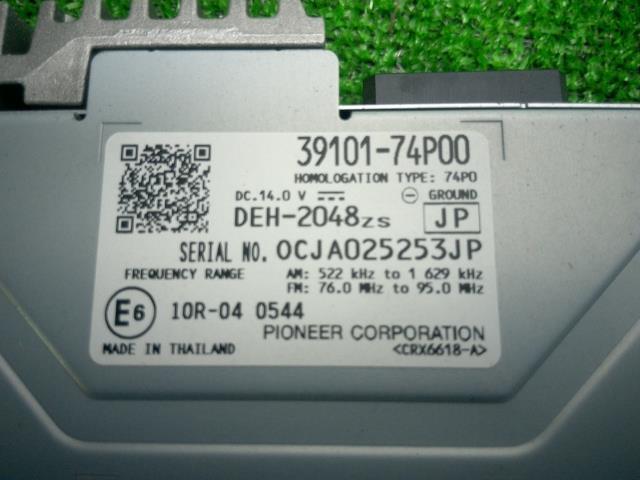 39101-74P00
HOMOLOGATION TYPE: 74P0
DC.14.0 V ⎓ ⊖ GROUND
DEH-2048zs JP
SERIAL NO. OCJA025253JP
FREQUENCY RANGE AM: 522 kHz to 1 629 kHz
FM: 76.0 MHz to 95.0 MHz
E6 10R-04 0544
PIONEER CORPORATION
MADE IN THAILAND <CRX6618-A>